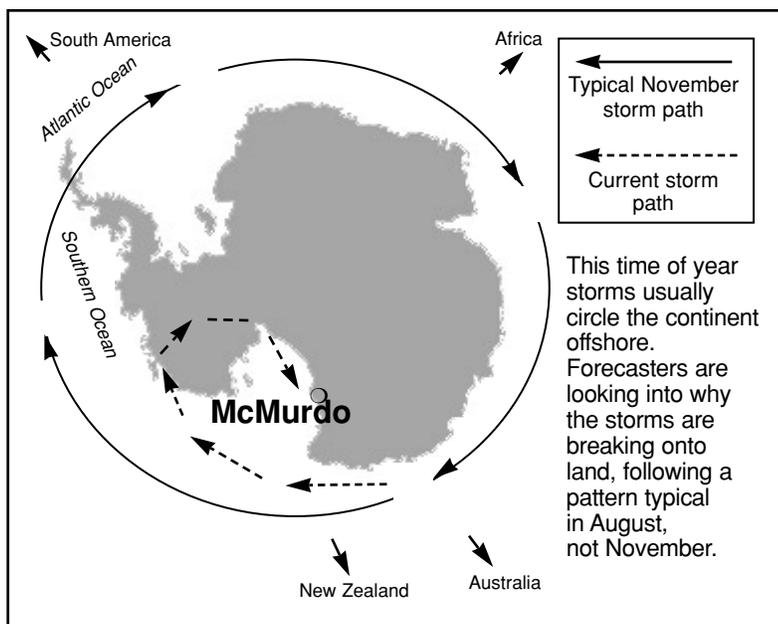 South America
Africa
Atlantic Ocean
Typical November
storm path
Current storm
path
Southern Ocean
This time of year
storms usually
circle the continent
offshore.
Forecasters are
looking into why
the storms are
breaking onto
land, following a
pattern typical
in August,
not November.
McMurdo
New Zealand
Australia